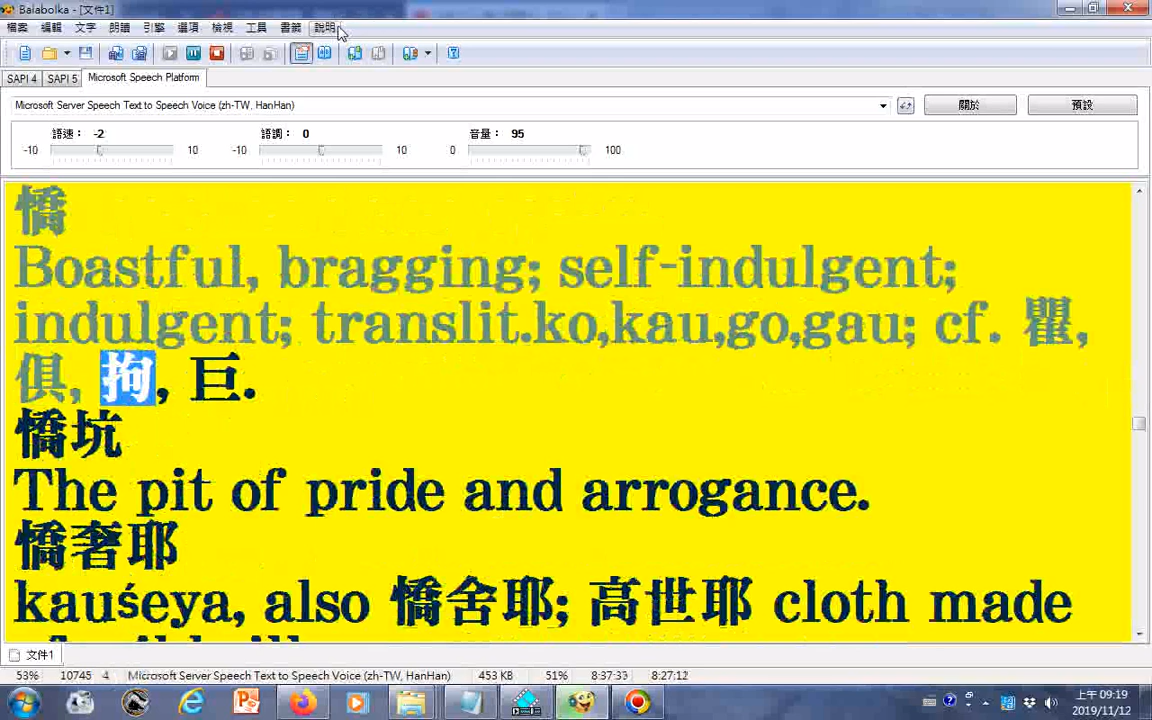 Balabolka - [文件1]
檔案 編輯 文字 朗讀 引擎 選項 檢視 工具 書籤 說明
SAPI 4 SAPI 5 Microsoft Speech Platform
Microsoft Server Speech Text to Speech Voice (zh-TW, HanHan) 關於 預設
語速： -2 語調： 0 音量： 95
-10 10 -10 10 0 100
憍
Boastful, bragging; self-indulgent;
indulgent; translit.ko,kau,go,gau; cf. 瞿,
俱, 拘, 巨.
憍坑
The pit of pride and arrogance.
憍奢耶
kauśeya, also 憍舍耶; 高世耶 cloth made
文件1
53% 10745 4 Microsoft Server Speech Text to Speech Voice (zh-TW, HanHan) 453 KB 51% 8:37:33 8:27:12
上午 09:19
2019/11/12